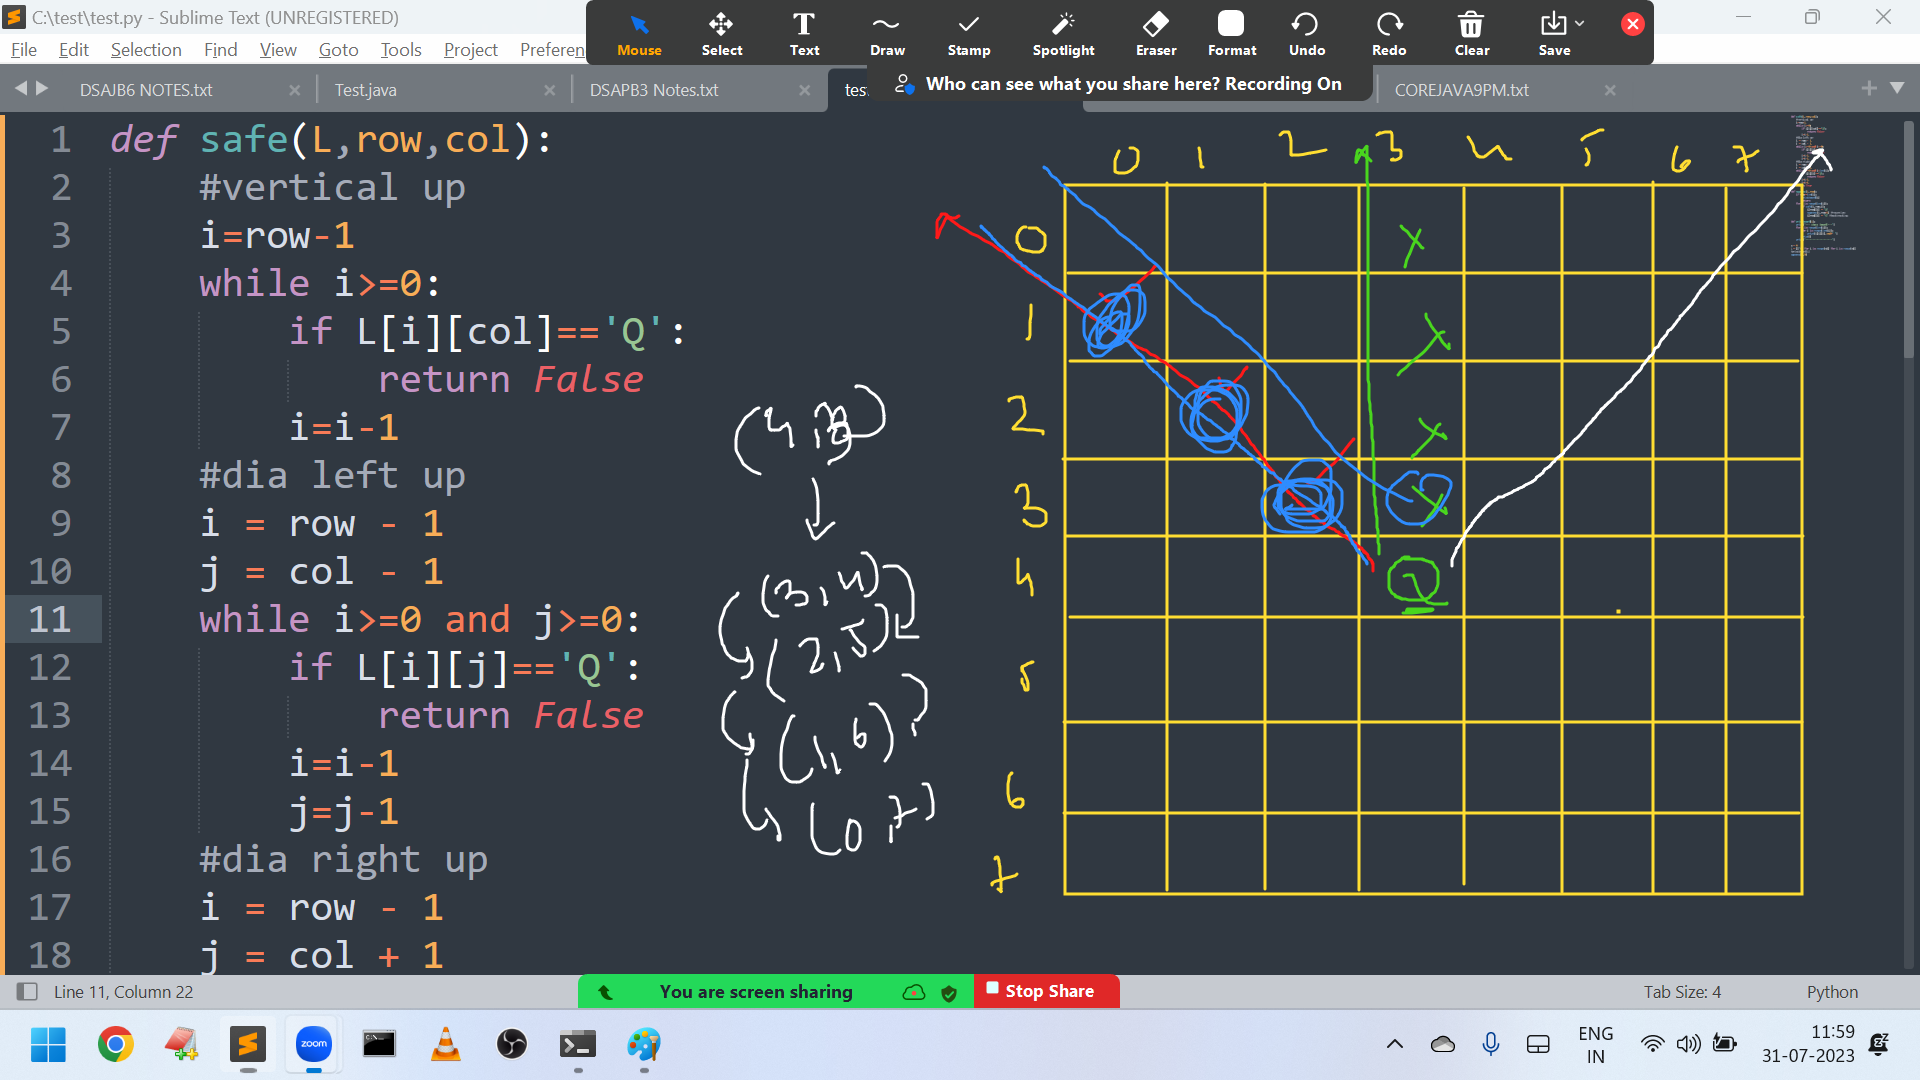 C:\test\test.py - Sublime Text (UNREGISTERED)
File Edit Selection Find View Goto Tools Project Preferen
Mouse Select Text Draw Stamp Spotlight Eraser Format Undo Redo Clear Save
Who can see what you share here? Recording On
DSAJB6 NOTES.txt Test.java DSAPB3 Notes.txt tes COREJAVA9PM.txt
1 def safe(L,row,col):
2 #vertical up
3 i=row-1
4 while i>=0:
5 if L[i][col]=='Q':
6 return False
7 i=i-1
8 #dia left up
9 i = row - 1
10 j = col - 1
11 while i>=0 and j>=0:
12 if L[i][j]=='Q':
13 return False
14 i=i-1
15 j=j-1
16 #dia right up
17 i = row - 1
18 j = col + 1
(4,3)
(3,4)
(2,5)
(1,6)
(0,7)
0 1 2 3 4 5 6 7
0 x
1 x
2 x
3 x
4 Q
5
6
7
Line 11, Column 22
You are screen sharing
Stop Share
Tab Size: 4
Python
zoom
ENG
IN
11:59
31-07-2023